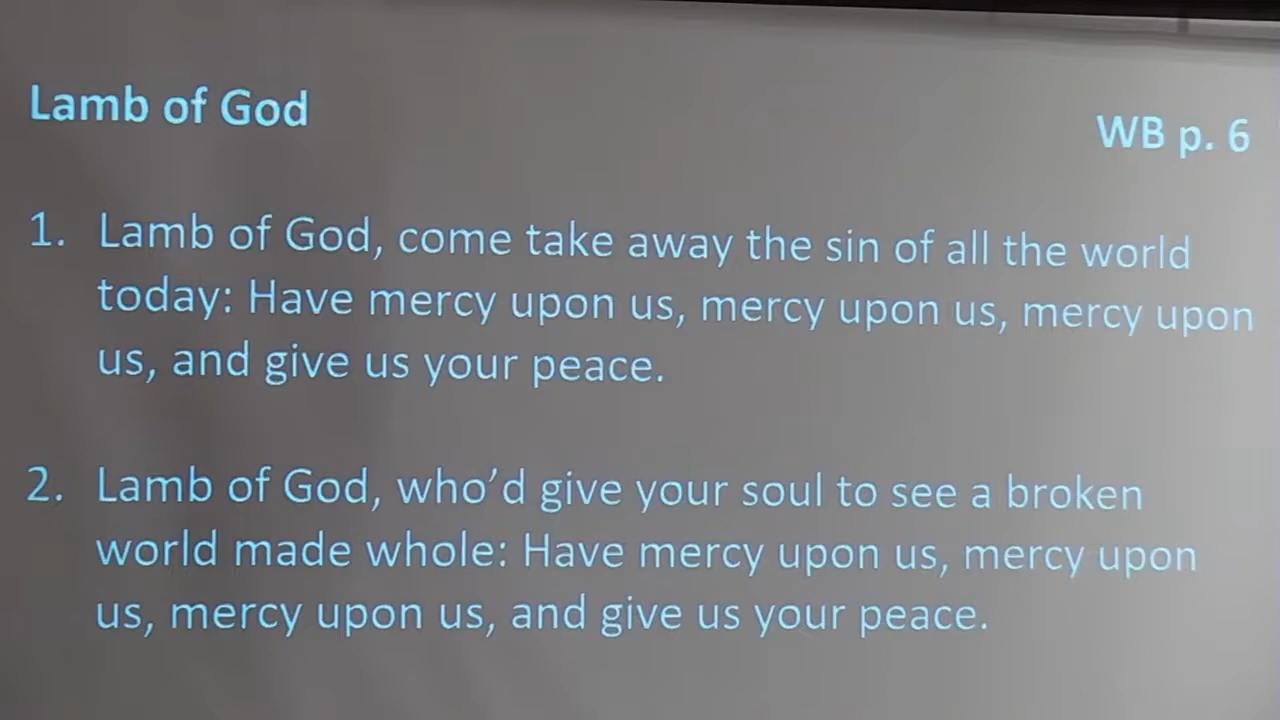 Lamb of God
WB p. 6
1. Lamb of God, come take away the sin of all the world
today: Have mercy upon us, mercy upon us, mercy upon
us, and give us your peace.
2. Lamb of God, who’d give your soul to see a broken
world made whole: Have mercy upon us, mercy upon
us, mercy upon us, and give us your peace.